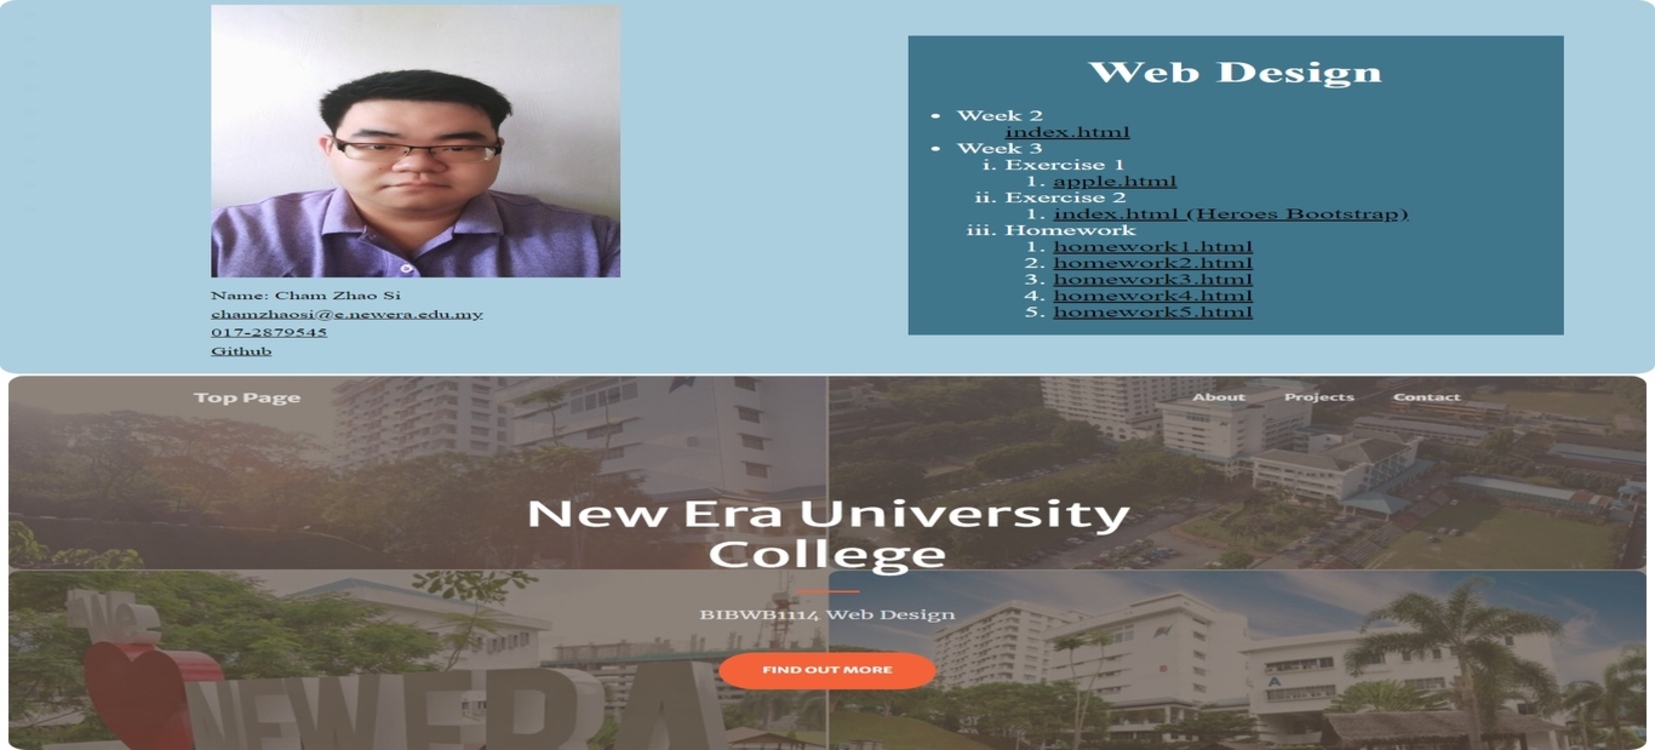 Name: Cham Zhao Si
chamzhaosi@e.newera.edu.my
017-2879545
Github
Web Design
• Week 2
index.html
• Week 3
i. Exercise 1
1. apple.html
ii. Exercise 2
1. index.html (Heroes Bootstrap)
iii. Homework
1. homework1.html
2. homework2.html
3. homework3.html
4. homework4.html
5. homework5.html
Top Page
About Projects Contact
New Era University
College
BIBWB1114 Web Design
FIND OUT MORE
We
NEW ERA
A